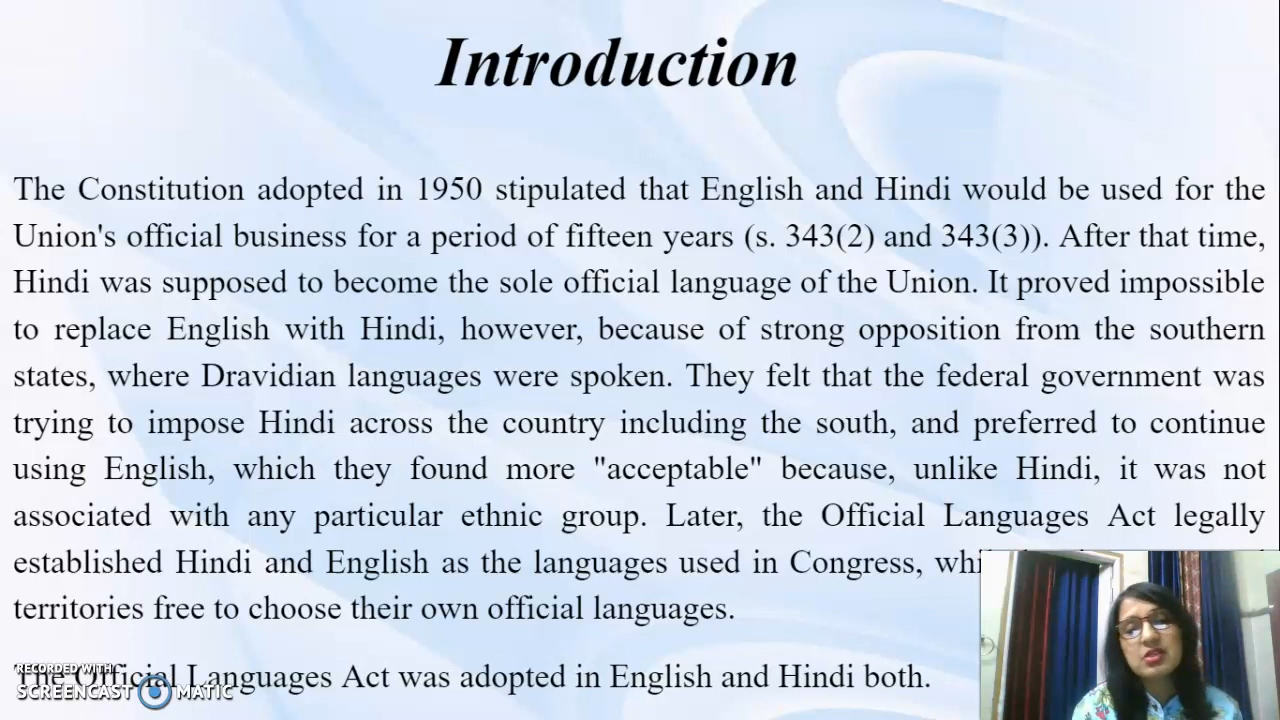 Introduction
The Constitution adopted in 1950 stipulated that English and Hindi would be used for the
Union's official business for a period of fifteen years (s. 343(2) and 343(3)). After that time,
Hindi was supposed to become the sole official language of the Union. It proved impossible
to replace English with Hindi, however, because of strong opposition from the southern
states, where Dravidian languages were spoken. They felt that the federal government was
trying to impose Hindi across the country including the south, and preferred to continue
using English, which they found more "acceptable" because, unlike Hindi, it was not
associated with any particular ethnic group. Later, the Official Languages Act legally
established Hindi and English as the languages used in Congress,
territories free to choose their own official languages.
The Official Languages Act was adopted in English and Hindi both.
RECORDED WITH
SCREENCAST MATIC